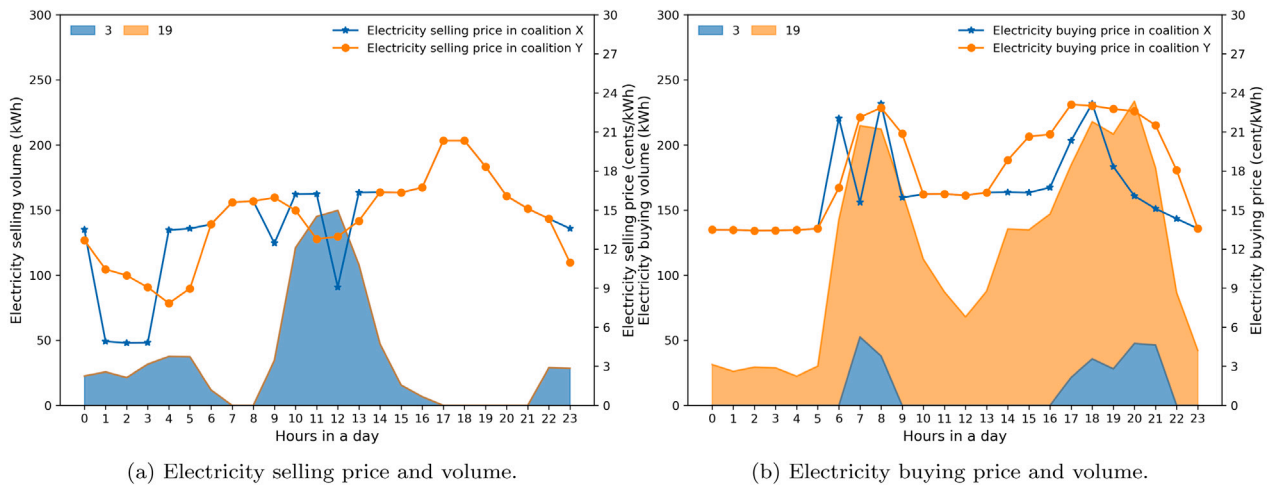 300
250
200
150
100
50
0
Electricity selling volume (kWh)
3
19
Electricity selling price in coalition X
Electricity selling price in coalition Y
30
27
24
21
18
15
12
9
6
3
0
Electricity selling price (cents/kWh)
0 1 2 3 4 5 6 7 8 9 10 11 12 13 14 15 16 17 18 19 20 21 22 23
Hours in a day
(a) Electricity selling price and volume.
Electricity buying volume (kWh)
300
250
200
150
100
50
0
3
19
Electricity buying price in coalition X
Electricity buying price in coalition Y
30
27
24
21
18
15
12
9
6
3
0
Electricity buying price (cent/kWh)
0 1 2 3 4 5 6 7 8 9 10 11 12 13 14 15 16 17 18 19 20 21 22 23
Hours in a day
(b) Electricity buying price and volume.